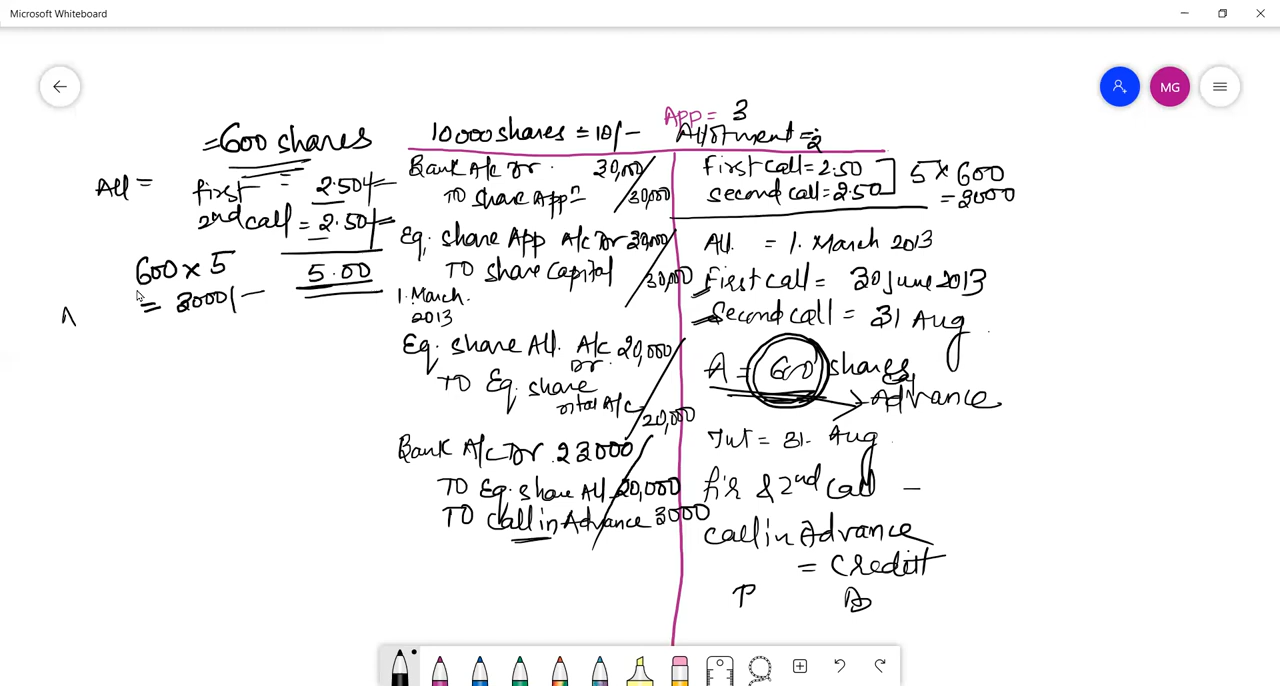 Microsoft Whiteboard
MG
= 600 shares
All =
first = 2.50/-
2nd call = 2.50/-
5.00
600 × 5
= 3000/-
10000 shares = 10/-
Bank A/c Dr. 30,000
To share Appn 30,000
Eq. share App A/c Dr 30,000
To share Capital 30,000
1. March
2013
Eq. share All. A/c Dr. 20,000
To Eq. share
A/c 20,000
Bank A/c Dr. 23000
To Eq. share All 20,000
To call in Advance 3000
App = 3
Allotment = 2
First call = 2.50
Second call = 2.50
5 × 600
= 3000
All. = 1. March 2013
First call = 30 June 2013
Second call = 31 Aug
A = 600 shares
Advance
Int = 31. Aug
& 2nd Call -
call in Advance
= Credit